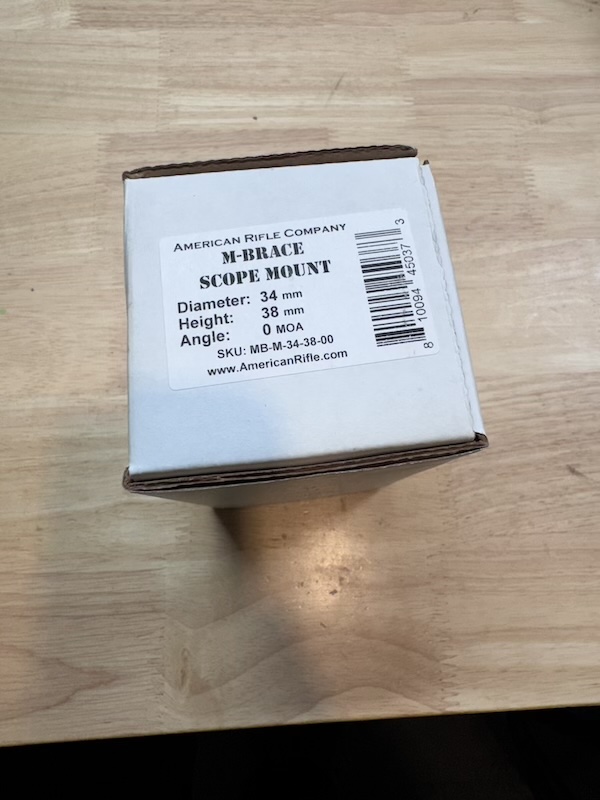 AMERICAN RIFLE COMPANY
M-BRACE
SCOPE MOUNT
Diameter: 34 mm
Height: 38 mm
Angle: 0 MOA
SKU: MB-M-34-38-00
www.AmericanRifle.com
8 10094 45037 3